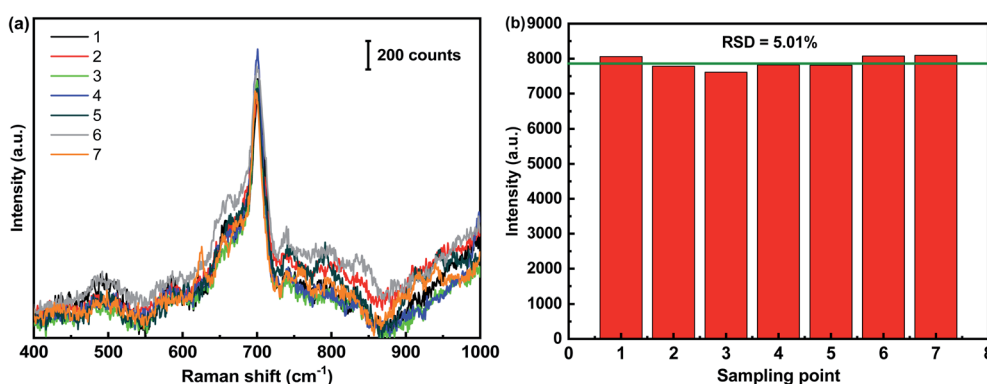 (a)
1
2
3
4
5
6
7
200 counts
Intensity (a.u.)
400 500 600 700 800 900 1000
Raman shift (cm⁻¹)
(b)
RSD = 5.01%
9000
8000
7000
6000
5000
4000
3000
2000
1000
0
Intensity (a.u.)
0 1 2 3 4 5 6 7 8
Sampling point